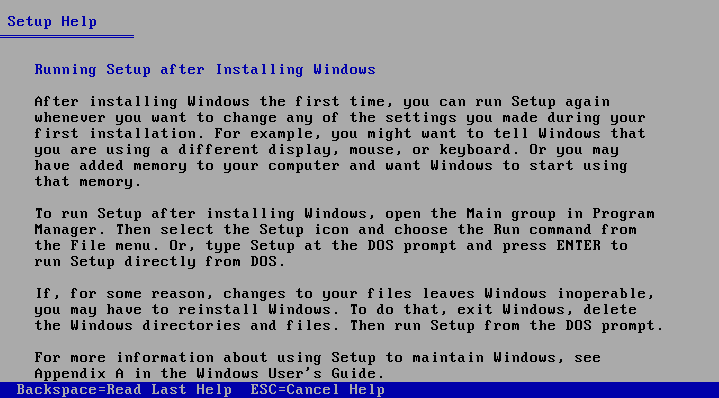 Setup Help
Running Setup after Installing Windows
After installing Windows the first time, you can run Setup again
whenever you want to change any of the settings you made during your
first installation. For example, you might want to tell Windows that
you are using a different display, mouse, or keyboard. Or you may
have added memory to your computer and want Windows to start using
that memory.
To run Setup after installing Windows, open the Main group in Program
Manager. Then select the Setup icon and choose the Run command from
the File menu. Or, type Setup at the DOS prompt and press ENTER to
run Setup directly from DOS.
If, for some reason, changes to your files leaves Windows inoperable,
you may have to reinstall Windows. To do that, exit Windows, delete
the Windows directories and files. Then run Setup from the DOS prompt.
For more information about using Setup to maintain Windows, see
Appendix A in the Windows User's Guide.
Backspace=Read Last Help  ESC=Cancel Help